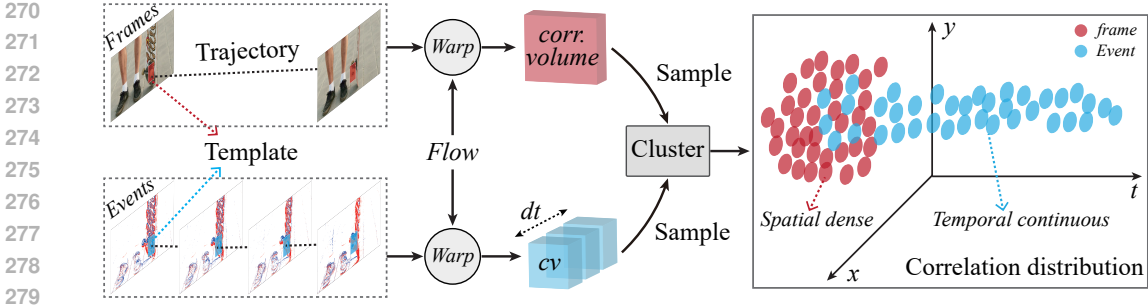 270
271
272
273
274
275
276
277
278
279
Frames
Trajectory
Template
Events
Warp
Flow
Warp
corr.
volume
dt
cv
Sample
Cluster
Sample
y
frame
Event
t
Spatial dense
Temporal continuous
x
Correlation distribution